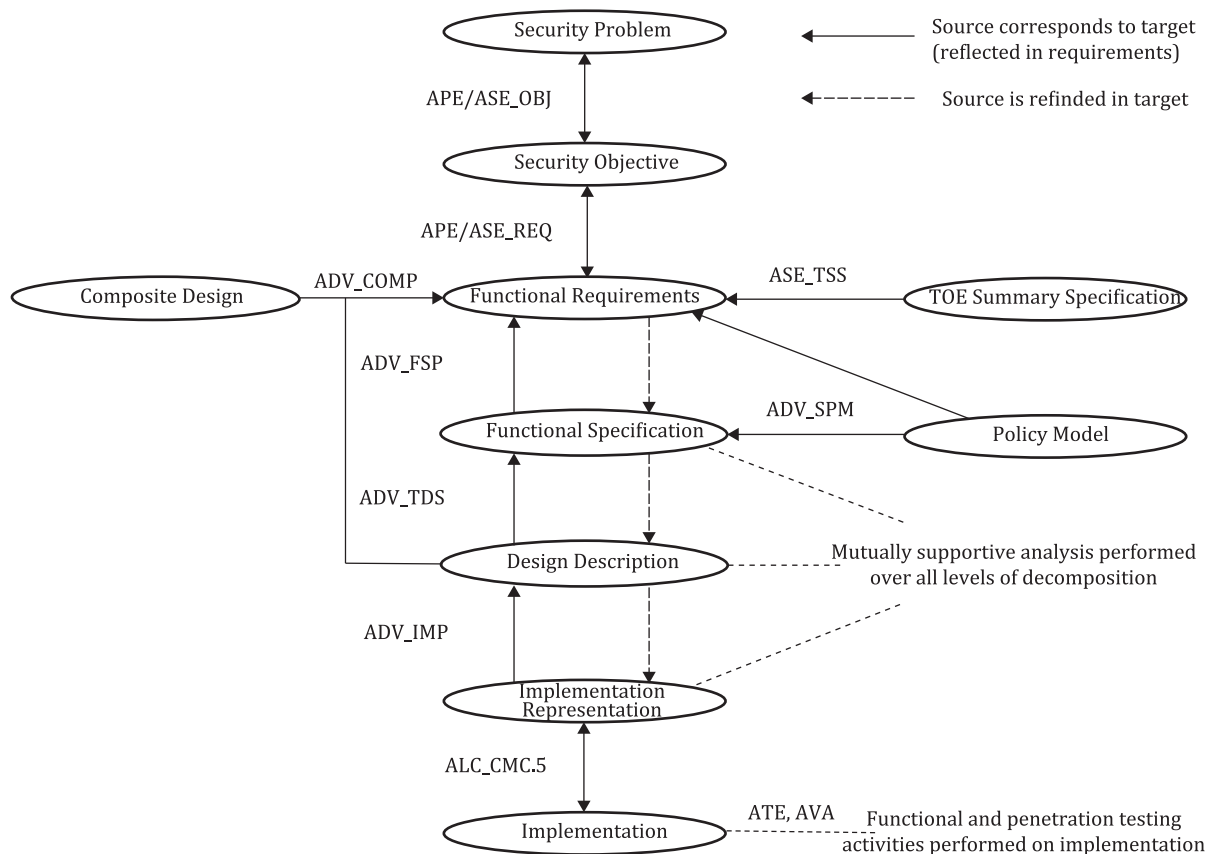 Security Problem
Source corresponds to target
(reflected in requirements)
APE/ASE_OBJ
Source is refinded in target
Security Objective
APE/ASE_REQ
ADV_COMP
ASE_TSS
Composite Design
Functional Requirements
TOE Summary Specification
ADV_FSP
ADV_SPM
Functional Specification
Policy Model
ADV_TDS
Design Description
Mutually supportive analysis performed
over all levels of decomposition
ADV_IMP
Implementation
Representation
ALC_CMC.5
ATE, AVA
Implementation
Functional and penetration testing
activities performed on implementation